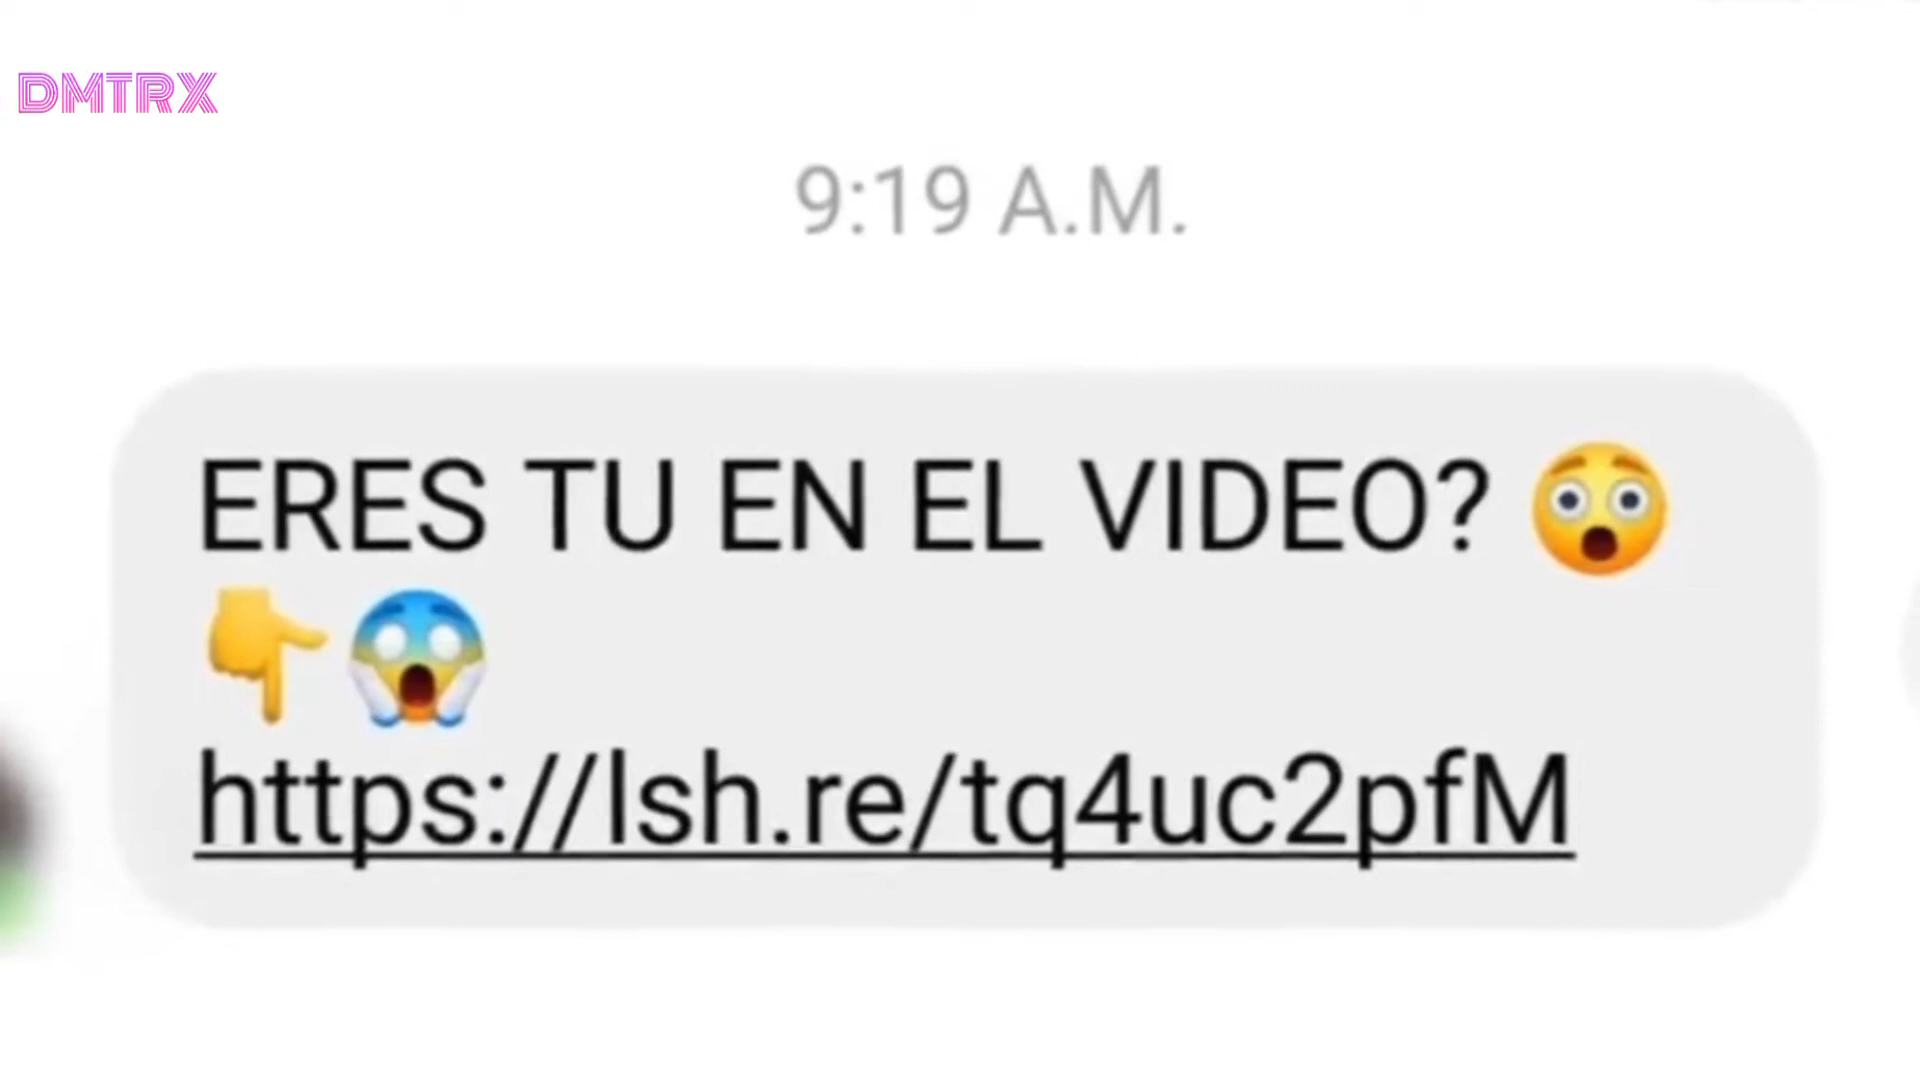 DMTRX
9:19 A.M.
ERES TU EN EL VIDEO? 😲
👇😱
https://lsh.re/tq4uc2pfM